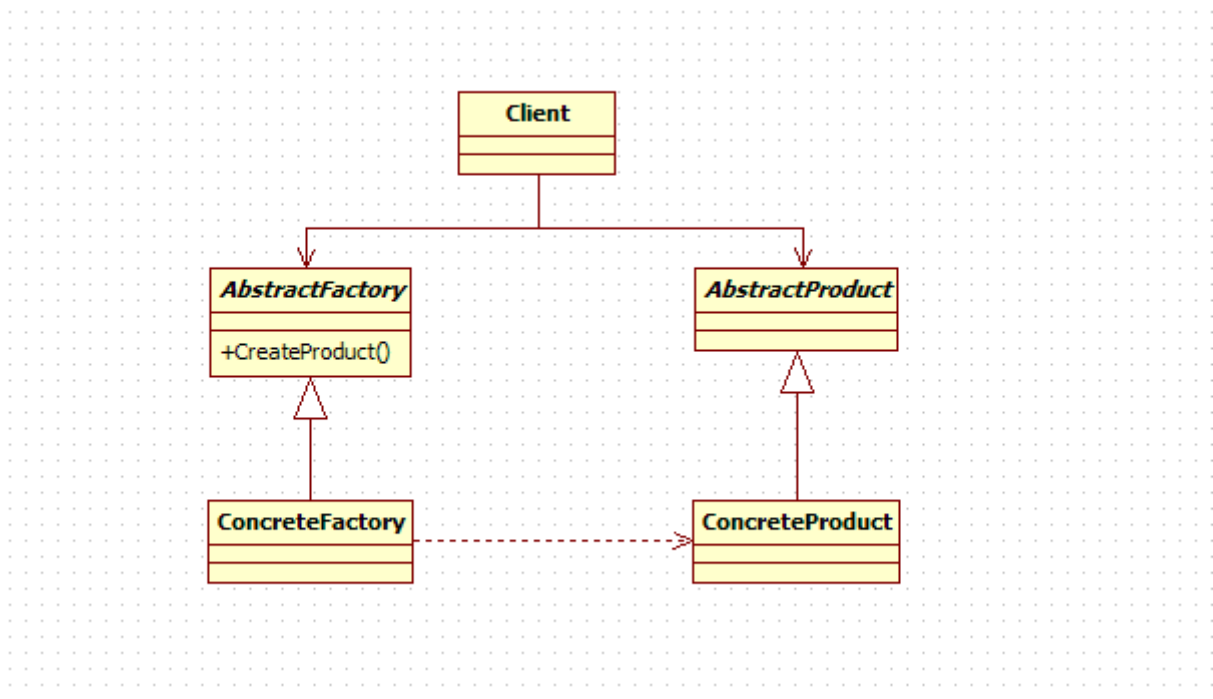 Client
AbstractFactory
AbstractProduct
+CreateProduct()
ConcreteFactory
ConcreteProduct